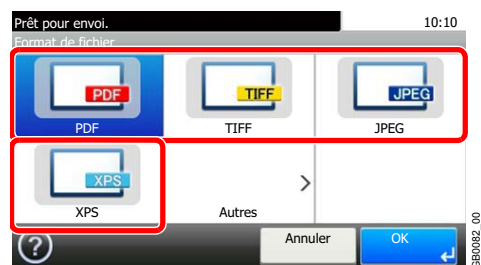 Prêt pour envoi. 10:10
Format de fichier
PDF TIFF JPEG
PDF TIFF JPEG
XPS
XPS Autres
Annuler OK
GB0082_00